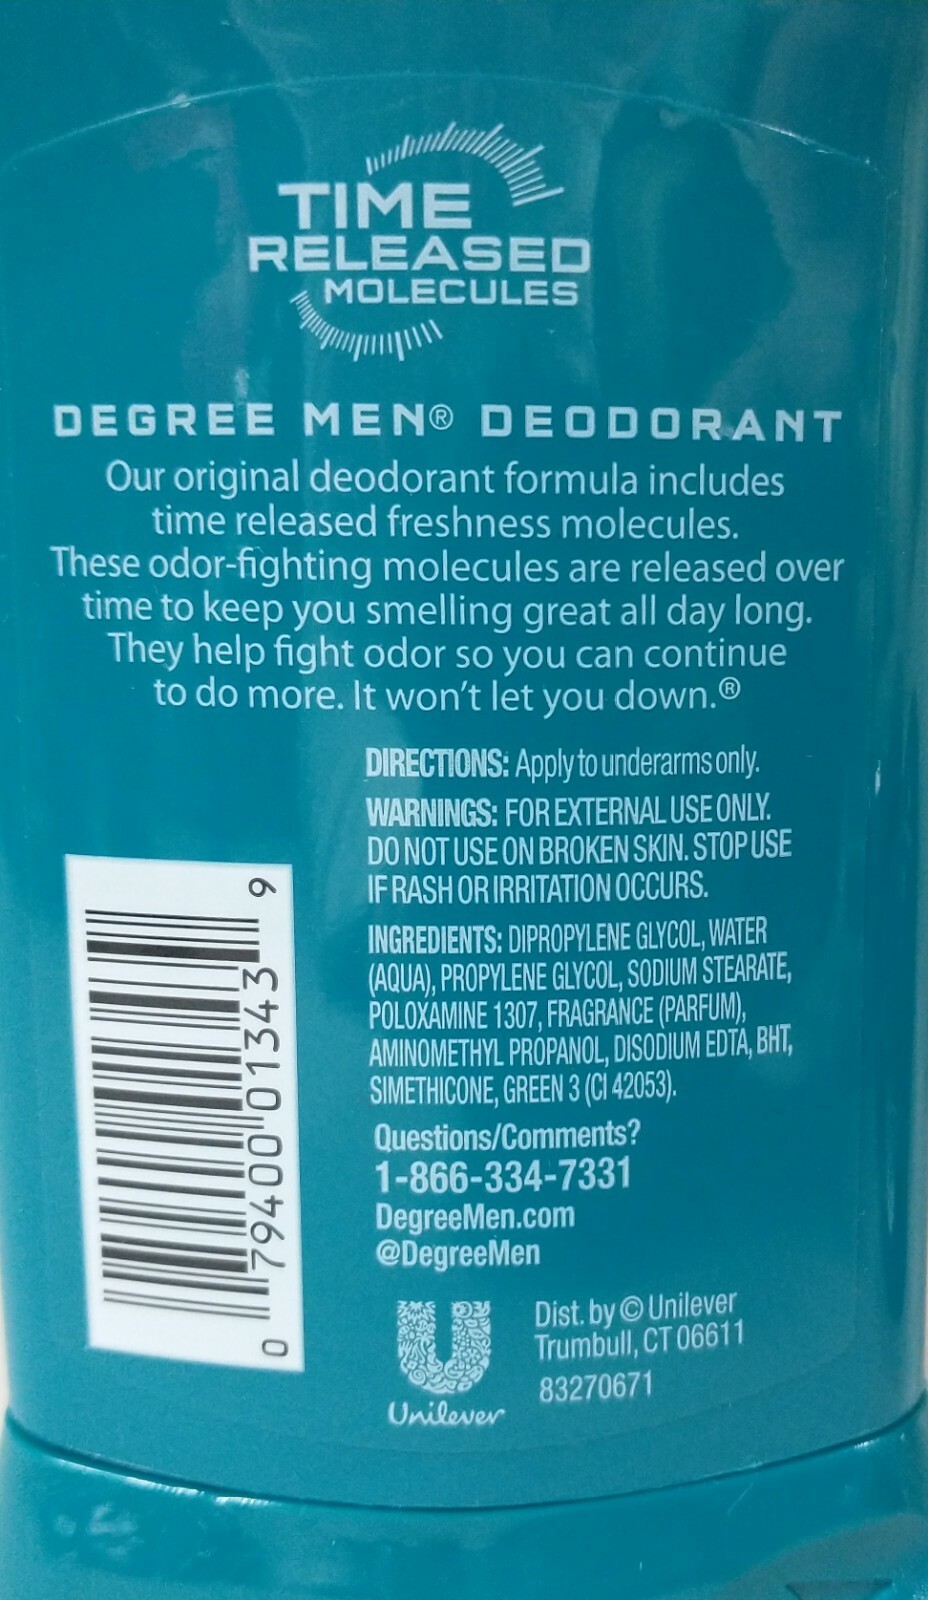 TIME
RELEASED
MOLECULES
DEGREE MEN® DEODORANT
Our original deodorant formula includes
time released freshness molecules.
These odor-fighting molecules are released over
time to keep you smelling great all day long.
They help fight odor so you can continue
to do more. It won't let you down.®
DIRECTIONS: Apply to underarms only.
WARNINGS: FOR EXTERNAL USE ONLY.
DO NOT USE ON BROKEN SKIN. STOP USE
IF RASH OR IRRITATION OCCURS.
INGREDIENTS: DIPROPYLENE GLYCOL, WATER
(AQUA), PROPYLENE GLYCOL, SODIUM STEARATE,
POLOXAMINE 1307, FRAGRANCE (PARFUM),
AMINOMETHYL PROPANOL, DISODIUM EDTA, BHT,
SIMETHICONE, GREEN 3 (CI 42053).
Questions/Comments?
1-866-334-7331
DegreeMen.com
@DegreeMen
0 79400 01343 9
Unilever
Dist. by © Unilever
Trumbull, CT 06611
83270671